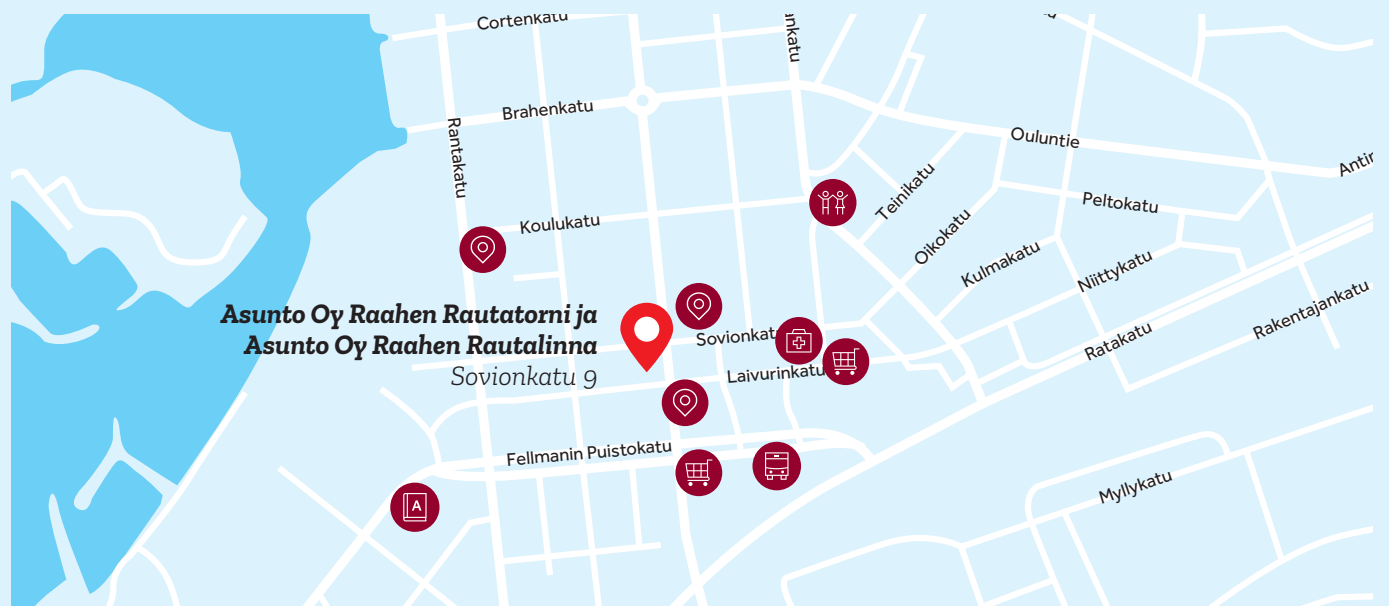 Cortenkatu
Brahenkatu
Rantakatu
Koulukatu
Ouluntie
Teinikatu
Peltokatu
Oikokatu
Kulmakatu
Niittykatu
Rakentajankatu
Ratakatu
Asunto Oy Raahen Rautatorni ja
Asunto Oy Raahen Rautalinna
Sovionkatu 9
Laivurinkatu
Fellmanin Puistokatu
A
Myllykatu